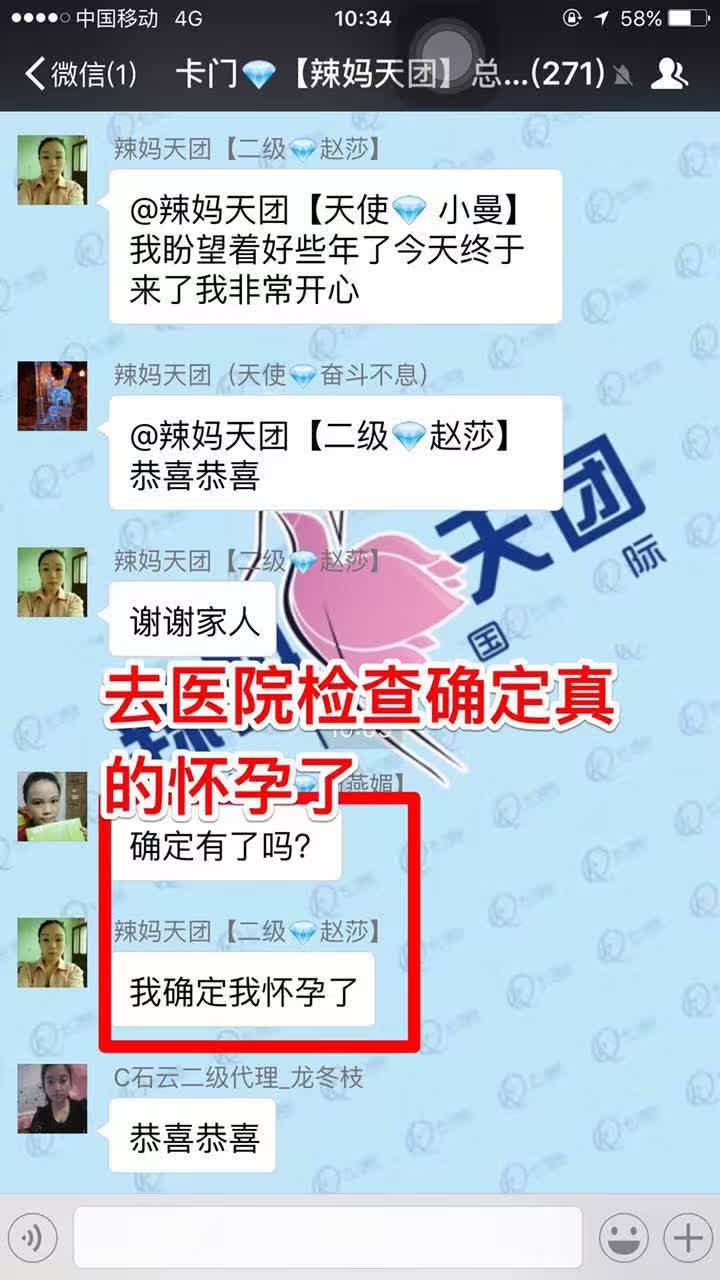 中国移动 4G 10:34 58%
微信(1) 卡门💎【辣妈天团】总...(271)
辣妈天团【二级💎赵莎】
@辣妈天团【天使💎 小曼】
我盼望着好些年了今天终于
来了我非常开心
辣妈天团（天使💎奋斗不息）
@辣妈天团【二级💎赵莎】
恭喜恭喜
天团
国际
辣妈天团【二级💎赵莎】
谢谢家人
去医院检查确定真
的怀孕了
燕媚】
确定有了吗?
辣妈天团【二级💎赵莎】
我确定我怀孕了
C石云二级代理_龙冬枝
恭喜恭喜